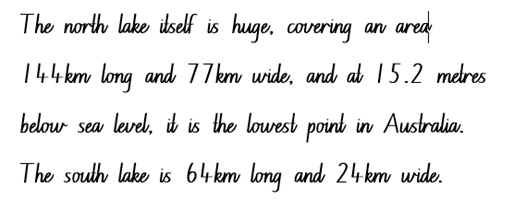 The north lake itself is huge, covering an area
144km long and 77km wide, and at 15.2 metres
below sea level, it is the lowest point in Australia.
The south lake is 64km long and 24km wide.